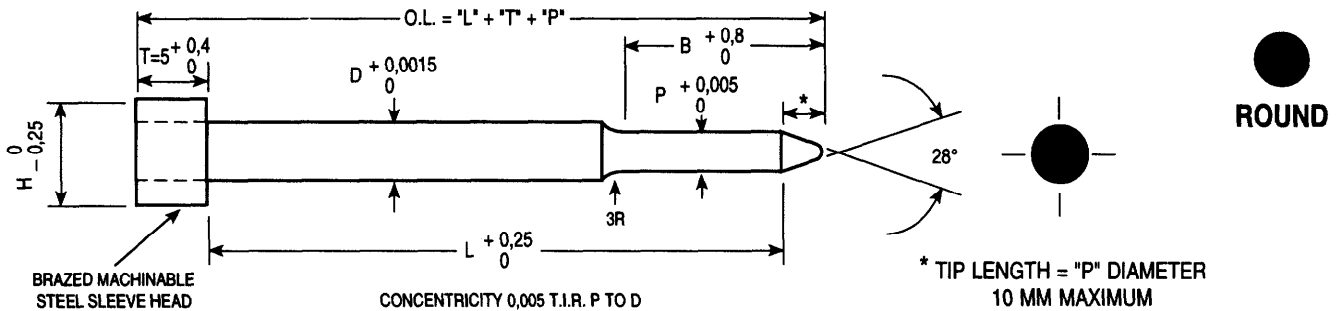 O.L. = "L" + "T" + "P"
T=5 + 0,4
0
D + 0,0015
0
B + 0,8
0
P + 0,005
0
*
H 0
- 0,25
28°
3R
L + 0,25
0
ROUND
BRAZED MACHINABLE
STEEL SLEEVE HEAD
CONCENTRICITY 0,005 T.I.R. P TO D
* TIP LENGTH = "P" DIAMETER
10 MM MAXIMUM